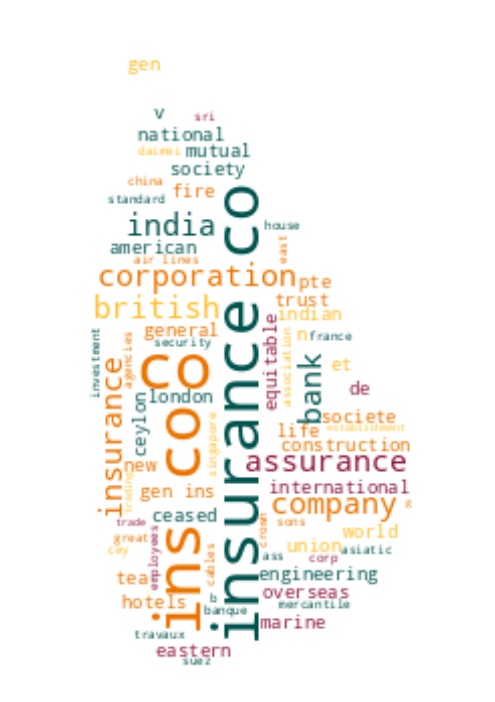 gen
v
sri
national
daimei
mutual
society
china
fire
standard
india
co
house
american
east
air lines
corporation
pte
british
trust
indian
general
security
n
france
investment
agencies
equitable
association
co
bank
et
de
london
insurance
ceylon
co
singapore
societe
life
establishment
construction
new
assurance
trading
gen ins
international
company
ceased
trade
great
cey
employees
ins
insurance
crown
sons
world
union
asiatic
ass
corp
tea
cables
engineering
overseas
hotels
b
banque
mercantile
marine
travaux
eastern
suez